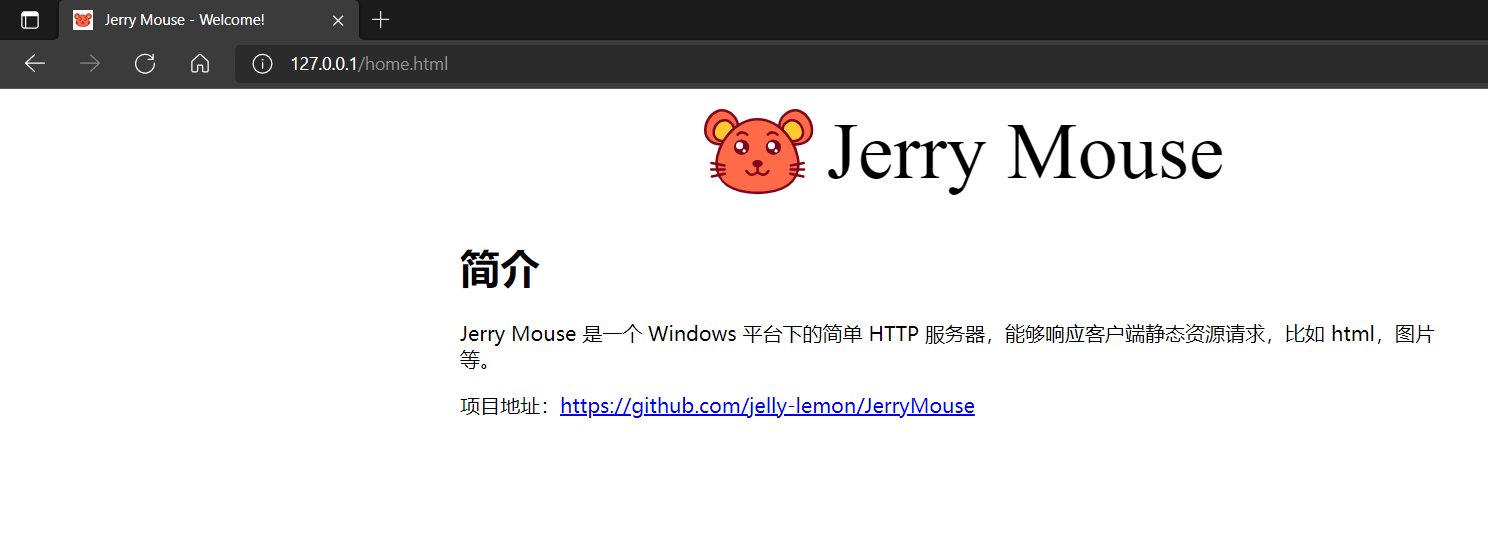 Jerry Mouse - Welcome!
127.0.0.1/home.html
Jerry Mouse
简介
Jerry Mouse 是一个 Windows 平台下的简单 HTTP 服务器，能够响应客户端静态资源请求，比如 html，图片
等。
项目地址：https://github.com/jelly-lemon/JerryMouse